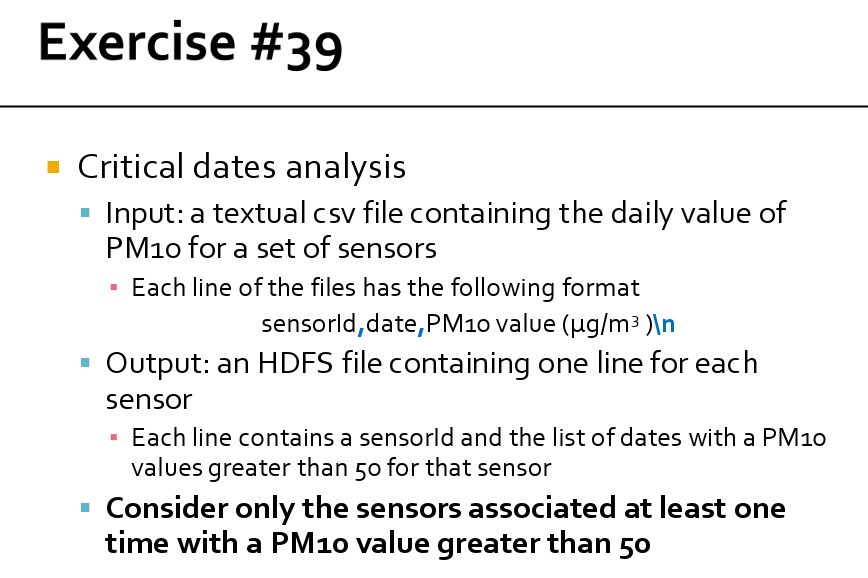 Exercise #39
Critical dates analysis
Input: a textual csv file containing the daily value of
PM10 for a set of sensors
Each line of the files has the following format
sensorId,date,PM10 value (μg/m³ )\n
Output: an HDFS file containing one line for each
sensor
Each line contains a sensorId and the list of dates with a PM10
values greater than 50 for that sensor
Consider only the sensors associated at least one
time with a PM10 value greater than 50